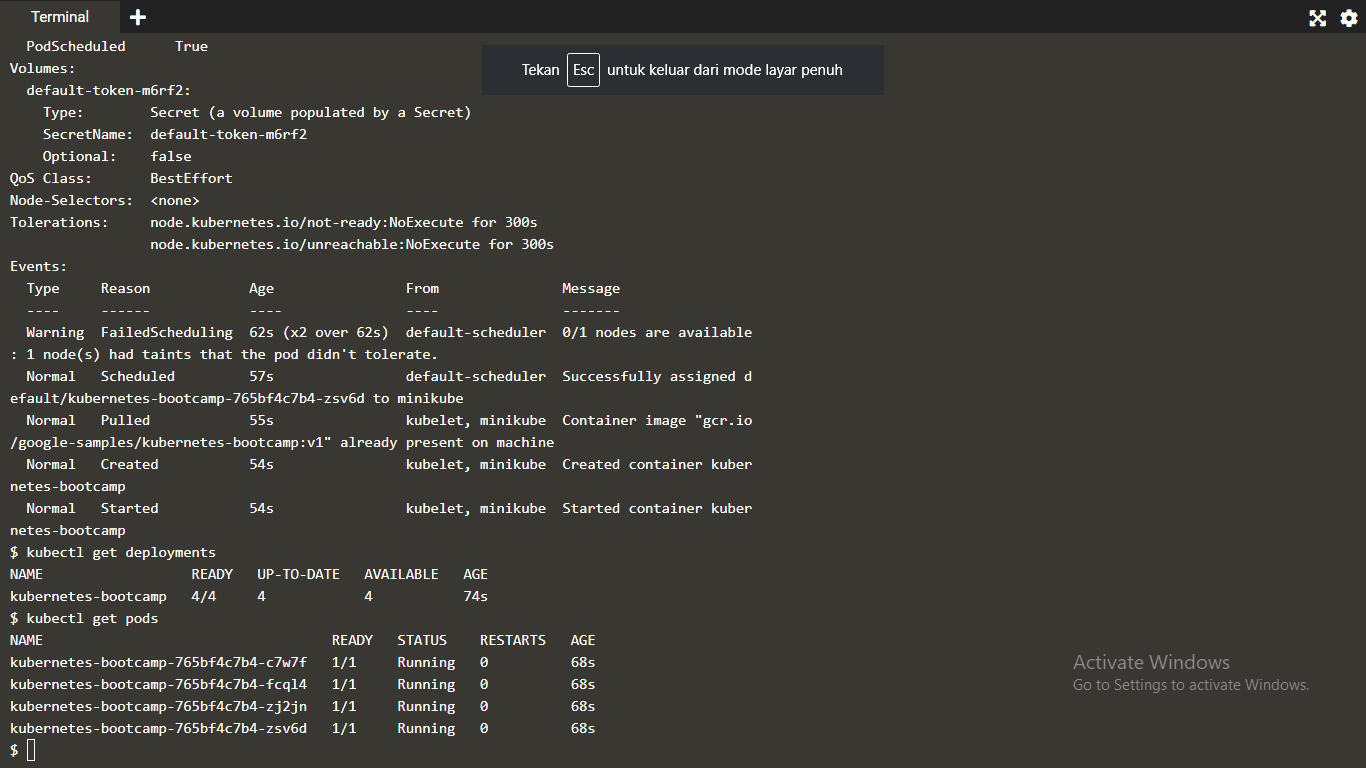 Terminal
PodScheduled True
Tekan Esc untuk keluar dari mode layar penuh
Volumes:
default-token-m6rf2:
Type: Secret (a volume populated by a Secret)
SecretName: default-token-m6rf2
Optional: false
QoS Class: BestEffort
Node-Selectors: <none>
Tolerations: node.kubernetes.io/not-ready:NoExecute for 300s
node.kubernetes.io/unreachable:NoExecute for 300s
Events:
Type Reason Age From Message
---- ------ ---- ---- -------
Warning FailedScheduling 62s (x2 over 62s) default-scheduler 0/1 nodes are available
: 1 node(s) had taints that the pod didn't tolerate.
Normal Scheduled 57s default-scheduler Successfully assigned d
efault/kubernetes-bootcamp-765bf4c7b4-zsv6d to minikube
Normal Pulled 55s kubelet, minikube Container image "gcr.io
/google-samples/kubernetes-bootcamp:v1" already present on machine
Normal Created 54s kubelet, minikube Created container kuber
netes-bootcamp
Normal Started 54s kubelet, minikube Started container kuber
netes-bootcamp
$ kubectl get deployments
NAME READY UP-TO-DATE AVAILABLE AGE
kubernetes-bootcamp 4/4 4 4 74s
$ kubectl get pods
NAME READY STATUS RESTARTS AGE
kubernetes-bootcamp-765bf4c7b4-c7w7f 1/1 Running 0 68s
kubernetes-bootcamp-765bf4c7b4-fcql4 1/1 Running 0 68s
kubernetes-bootcamp-765bf4c7b4-zj2jn 1/1 Running 0 68s
kubernetes-bootcamp-765bf4c7b4-zsv6d 1/1 Running 0 68s
$
Activate Windows
Go to Settings to activate Windows.